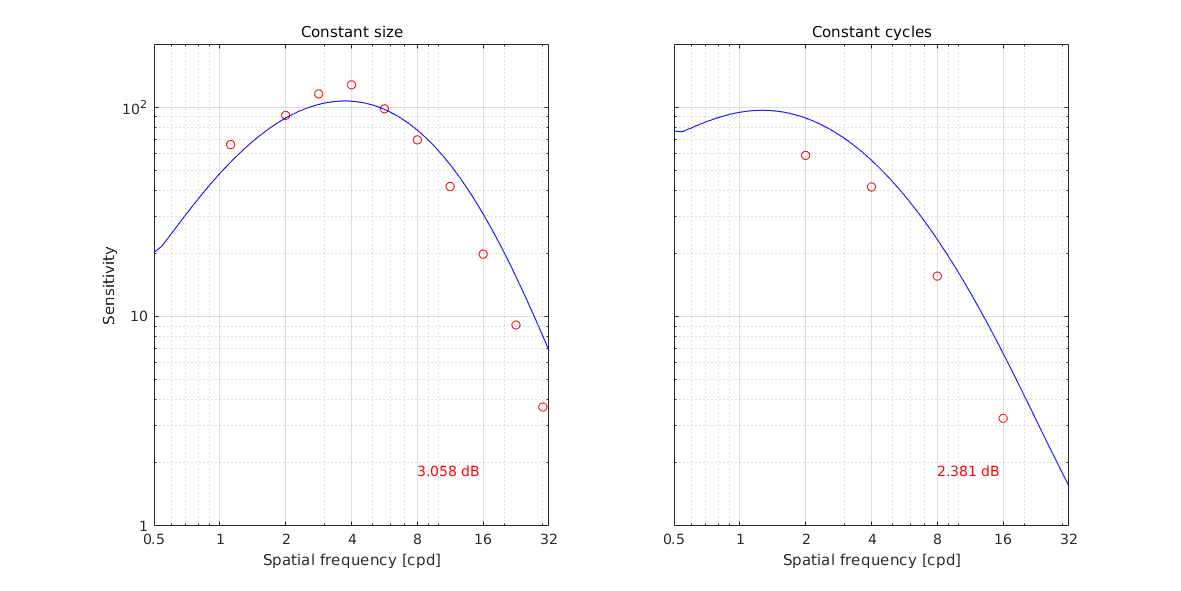 Constant size
Constant cycles
Sensitivity
10²
10
1
0.5 1 2 4 8 16 32
Spatial frequency [cpd]
3.058 dB
0.5 1 2 4 8 16 32
Spatial frequency [cpd]
2.381 dB